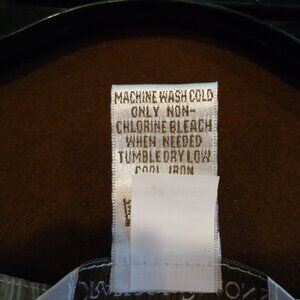 MACHINE WASH COLD
ONLY NON-
CHLORINE BLEACH
WHEN NEEDED
TUMBLE DRY LOW
COOL IRON